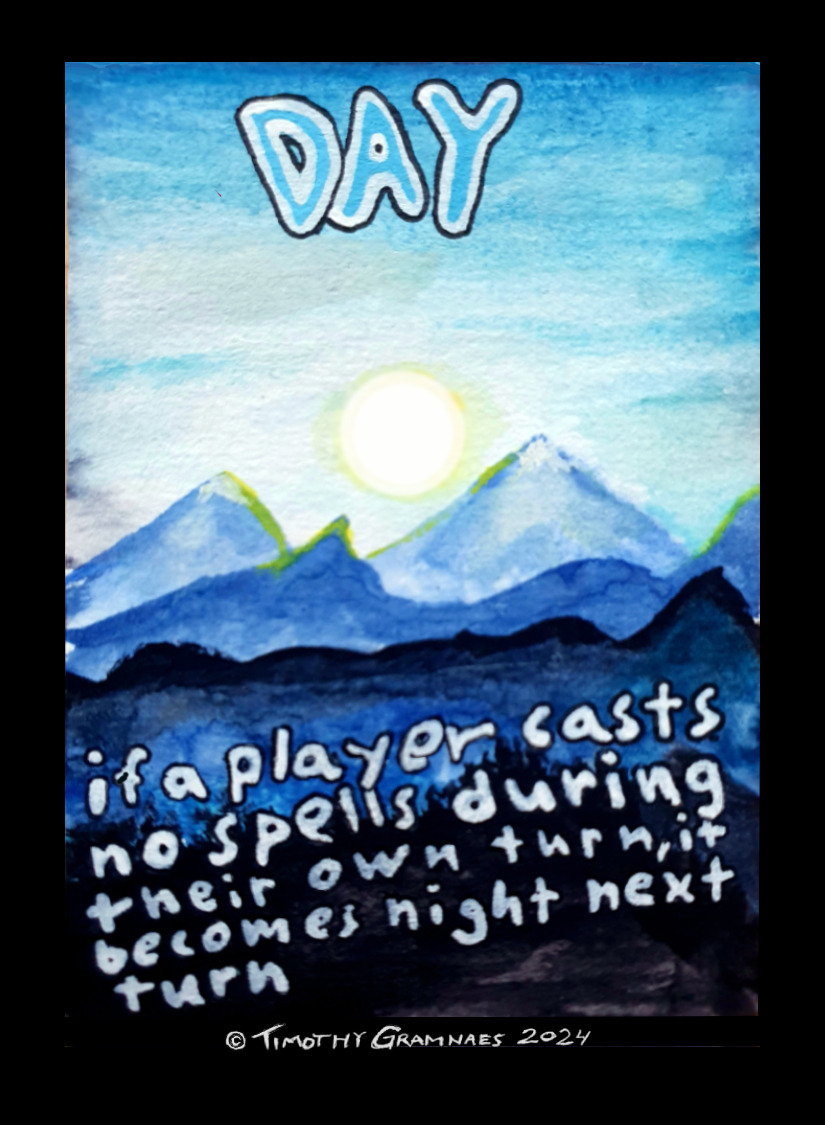 DAY
if a player casts
no spells during
their own turn, it
becomes night next
turn
© TIMOTHY GRAMNAES 2024